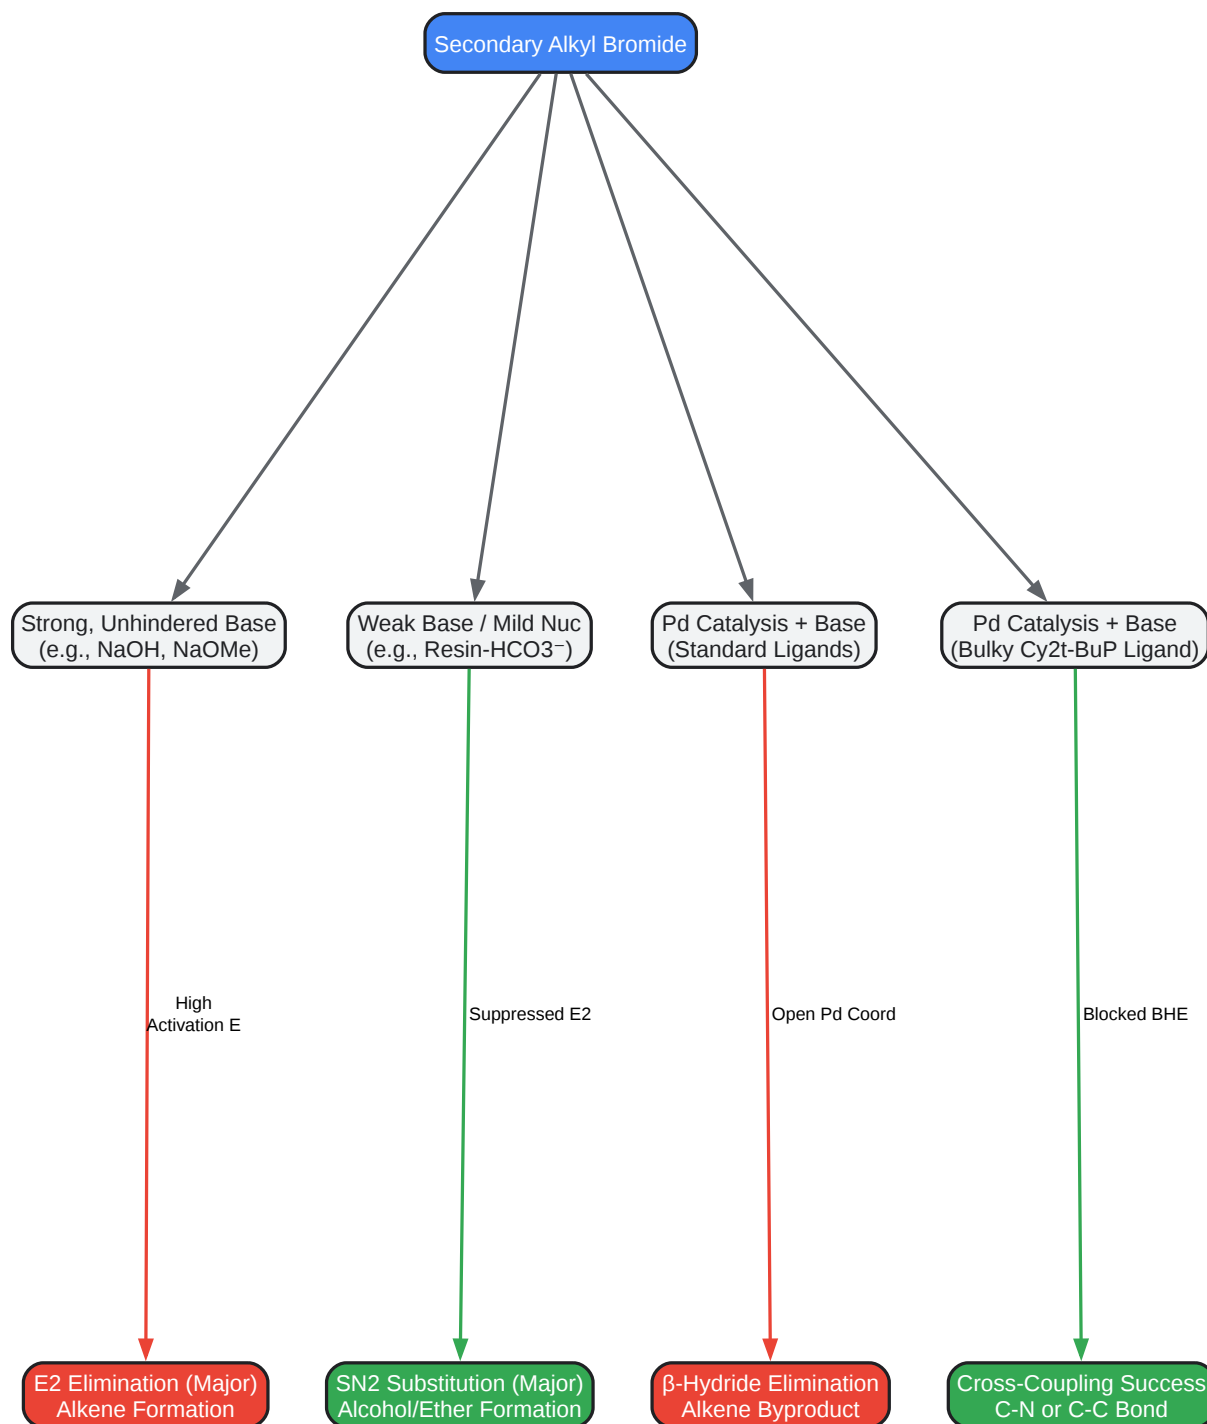 Secondary Alkyl Bromide
Strong, Unhindered Base
(e.g., NaOH, NaOMe)
Weak Base / Mild Nuc
(e.g., Resin-HCO3⁻)
Pd Catalysis + Base
(Standard Ligands)
Pd Catalysis + Base
(Bulky Cy2t-BuP Ligand)
High
Activation E
Suppressed E2
Open Pd Coord
Blocked BHE
E2 Elimination (Major)
Alkene Formation
SN2 Substitution (Major)
Alcohol/Ether Formation
β-Hydride Elimination
Alkene Byproduct
Cross-Coupling Success
C-N or C-C Bond